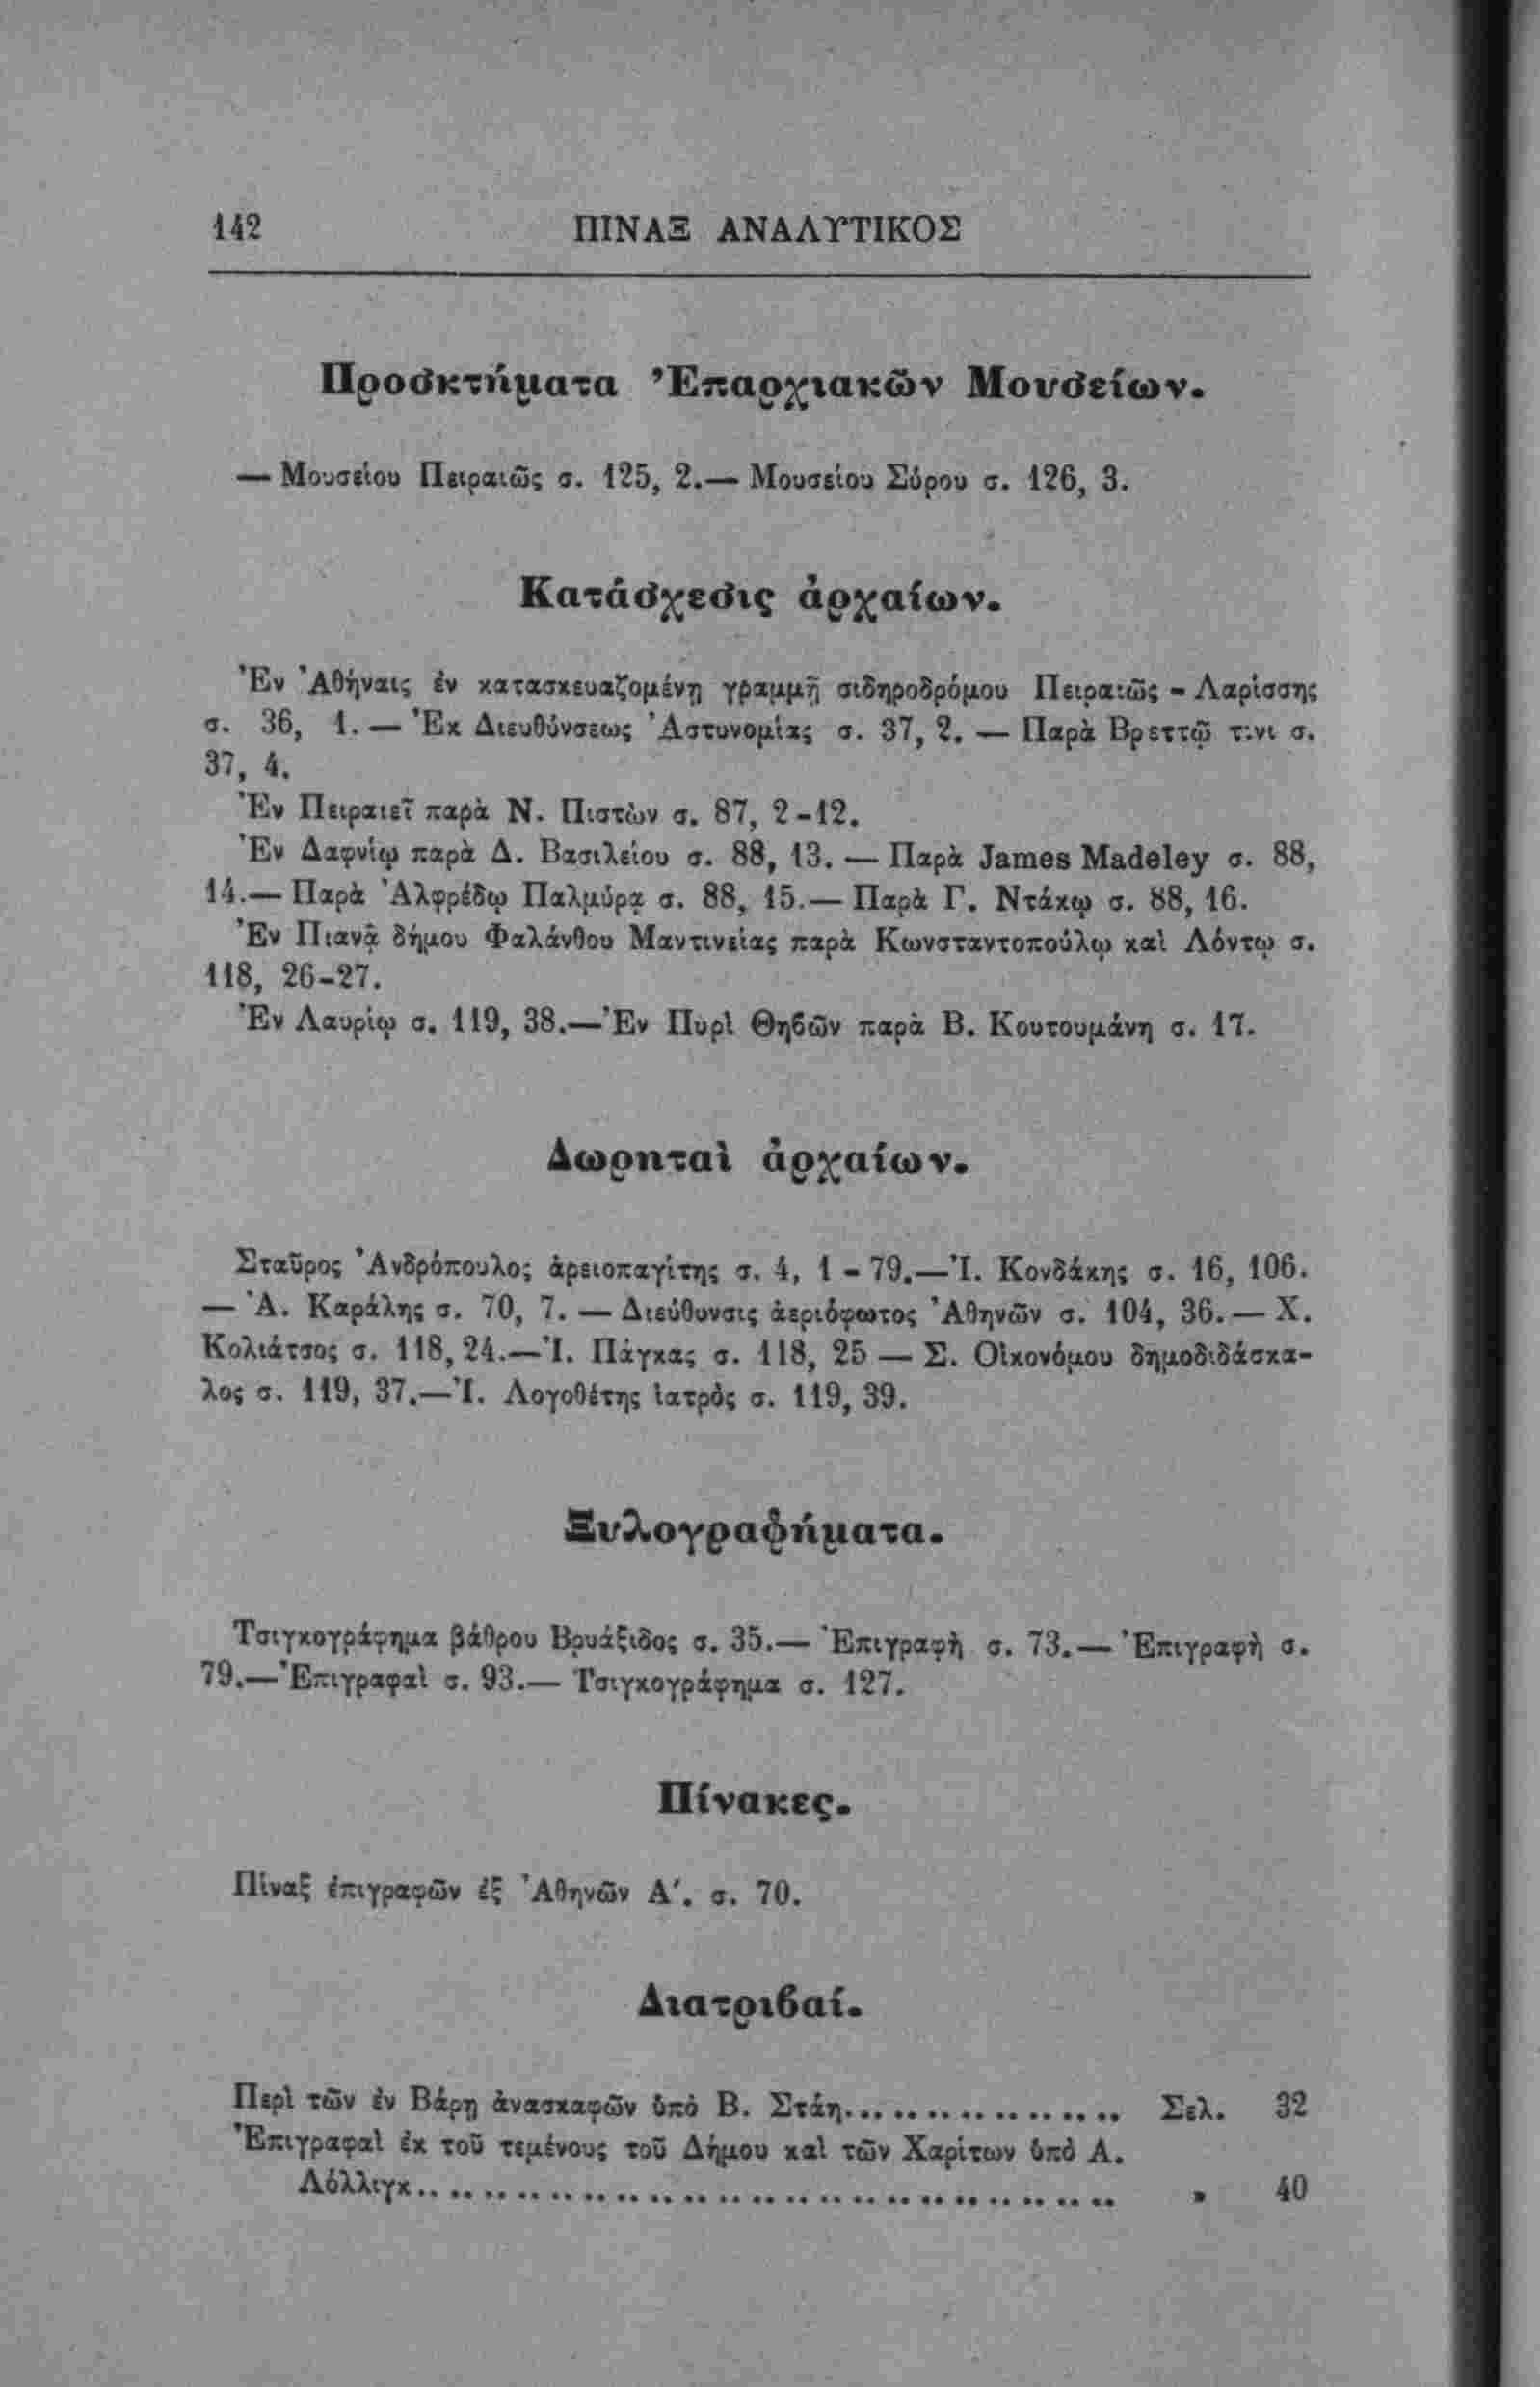 142 ΠΙΝΑΞ ΑΝΑΛΥΤΙΚΟΣ
Προσκτήματα Ἐπαρχιακῶν Μουσείων.
— Μουσείου Πειραιῶς σ. 125, 2.— Μουσείου Σύρου σ. 126, 3.
Κατάσχεσις ἀρχαίων.
Ἐν Ἀθήναις ἐν κατασκευαζομένῃ γραμμῇ σιδηροδρόμου Πειραιῶς - Λαρίσσης
σ. 36, 1. — Ἐκ Διευθύνσεως Ἀστυνομίας σ. 37, 2. — Παρὰ Βρεττῷ τινι σ.
37, 4.
Ἐν Πειραιεῖ παρὰ Ν. Πιστὼν σ. 87, 2-12.
Ἐν Δαφνίῳ παρὰ Δ. Βασιλείου σ. 88, 13. — Παρὰ James Madeley σ. 88,
14.— Παρὰ Ἀλφρέδῳ Παλμύρᾳ σ. 88, 15.— Παρὰ Γ. Ντάκῳ σ. 88, 16.
Ἐν Πιανᾷ δήμου Φαλάνθου Μαντινείας παρὰ Κωνσταντοπούλῳ καὶ Λόντῳ σ.
118, 26-27.
Ἐν Λαυρίῳ σ. 119, 38.—Ἐν Πυρὶ Θηϐῶν παρὰ Β. Κουτουμάνη σ. 17.
Δωρηταὶ ἀρχαίων.
Σταῦρος Ἀνδρόπουλος ἀρειοπαγίτης σ. 4, 1 - 79.—Ἰ. Κονδάκης σ. 16, 106.
— Ἀ. Καράλης σ. 70, 7. — Διεύθυνσις ἀεριόφωτος Ἀθηνῶν σ. 104, 36.— Χ.
Κολιάτσος σ. 118, 24.—Ἰ. Πάγκας σ. 118, 25 — Σ. Οἰκονόμου δημοδιδάσκα-
λος σ. 119, 37.—Ἰ. Λογοθέτης ἰατρὸς σ. 119, 39.
Ξυλογραφήματα.
Τσιγκογράφημα βάθρου Βρυάξιδος σ. 35.— Ἐπιγραφὴ σ. 73.— Ἐπιγραφὴ σ.
79.—Ἐπιγραφαὶ σ. 93.— Τσιγκογράφημα σ. 127.
Πίνακες.
Πίναξ ἐπιγραφῶν ἐξ Ἀθηνῶν Α΄. σ. 70.
Διατριϐαί.
Περὶ τῶν ἐν Βάρῃ ἀνασκαφῶν ὑπὸ Β. Στάη................. Σελ. 32
Ἐπιγραφαὶ ἐκ τοῦ τεμένους τοῦ Δήμου καὶ τῶν Χαρίτων ὑπὸ Α.
Λόλλιγκ.......................................... » 40